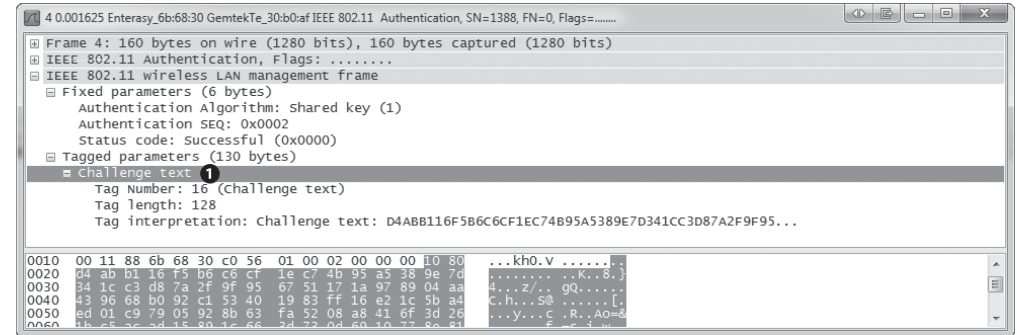 4 0.001625 Enterasy_6b:68:30 GemtekTe_30:b0:af IEEE 802.11 Authentication, SN=1388, FN=0, Flags=........
Frame 4: 160 bytes on wire (1280 bits), 160 bytes captured (1280 bits)
IEEE 802.11 Authentication, Flags: ........
IEEE 802.11 wireless LAN management frame
Fixed parameters (6 bytes)
Authentication Algorithm: Shared key (1)
Authentication SEQ: 0x0002
Status code: Successful (0x0000)
Tagged parameters (130 bytes)
Challenge text 1
Tag Number: 16 (Challenge text)
Tag length: 128
Tag interpretation: Challenge text: D4ABB116F5B6C6CF1EC74B95A5389E7D341CC3D87A2F9F95...
0010 00 11 88 6b 68 30 c0 56 01 00 02 00 00 00 10 80 ...kh0.V ........
0020 d4 ab b1 16 f5 b6 c6 cf 1e c7 4b 95 a5 38 9e 7d ........ ..K..8.}
0030 34 1c c3 d8 7a 2f 9f 95 67 51 17 1a 97 89 04 aa 4...z/.. gQ......
0040 43 96 68 b0 92 c1 53 40 19 83 ff 16 e2 1c 5b a4 C.h...S@ ......[.
0050 ed 01 c9 79 05 92 8b 63 fa 52 08 a8 41 6f 3d 26 ...y...c .R..Ao=&
0060